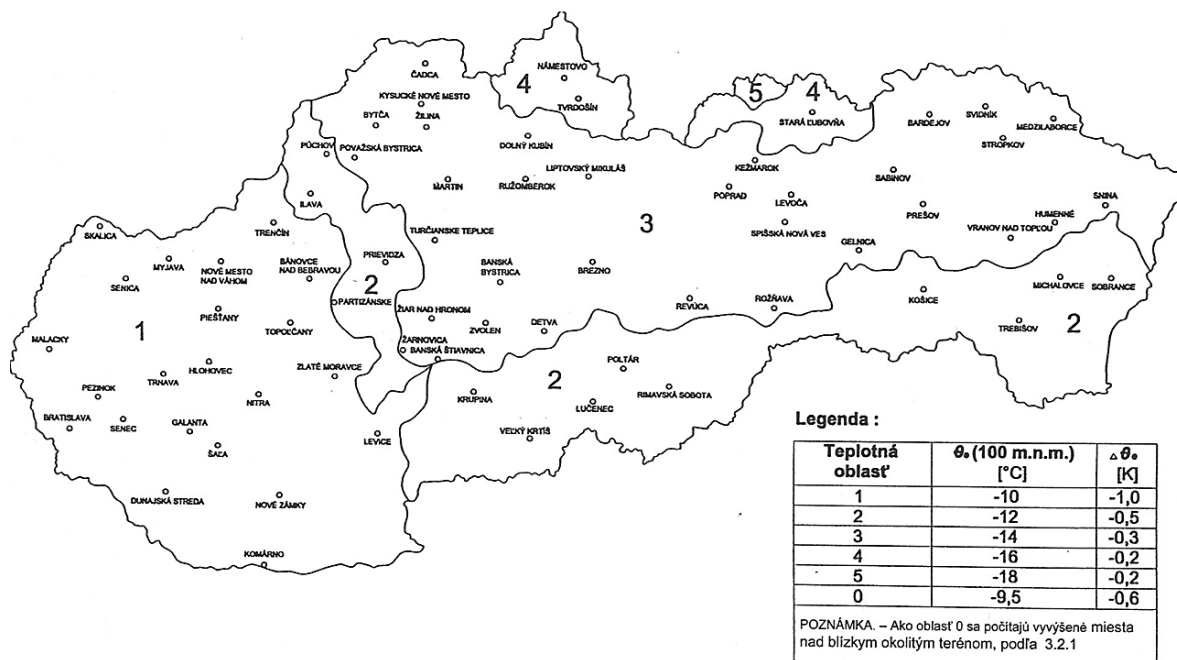 ČADCA
NÁMESTOVO
4
5
4
KYSUCKÉ NOVÉ MESTO
TVRDOŠÍN
SVIDNÍK
BYTČA
ŽILINA
STARÁ ĽUBOVŇA
BARDEJOV
MEDZILABORCE
DOLNÝ KUBÍN
STROPKOV
PÚCHOV
POVAŽSKÁ BYSTRICA
LIPTOVSKÝ MIKULÁŠ
KEŽMAROK
SABINOV
MARTIN
RUŽOMBEROK
POPRAD
LEVOČA
ILAVA
PREŠOV
SNINA
SKALICA
TRENČÍN
3
HUMENNÉ
TURČIANSKE TEPLICE
SPIŠSKÁ NOVÁ VES
VRANOV NAD TOPĽOU
GELNICA
MYJAVA
NOVÉ MESTO
NAD VÁHOM
BÁNOVCE
NAD BEBRAVOU
PRIEVIDZA
BANSKÁ
BYSTRICA
BREZNO
SENICA
2
MICHALOVCE
SOBRANCE
KOŠICE
PARTIZÁNSKE
REVÚCA
ROŽŇAVA
PIEŠŤANY
ŽIAR NAD HRONOM
1
TOPOĽČANY
ZVOLEN
DETVA
TREBIŠOV
2
MALACKY
ŽARNOVICA
BANSKÁ ŠTIAVNICA
HLOHOVEC
ZLATÉ MORAVCE
POLTÁR
TRNAVA
2
PEZINOK
NITRA
KRUPINA
RIMAVSKÁ SOBOTA
LUČENEC
BRATISLAVA
SENEC
GALANTA
ŠAĽA
LEVICE
VEĽKÝ KRTÍŠ
DUNAJSKÁ STREDA
NOVÉ ZÁMKY
KOMÁRNO
Legenda :
Teplotná oblasť θe (100 m.n.m.) [°C] △θe [K]
1 -10 -1,0
2 -12 -0,5
3 -14 -0,3
4 -16 -0,2
5 -18 -0,2
0 -9,5 -0,6
POZNÁMKA. – Ako oblasť 0 sa počítajú vyvýšené miesta
nad blízkym okolitým terénom, podľa 3.2.1